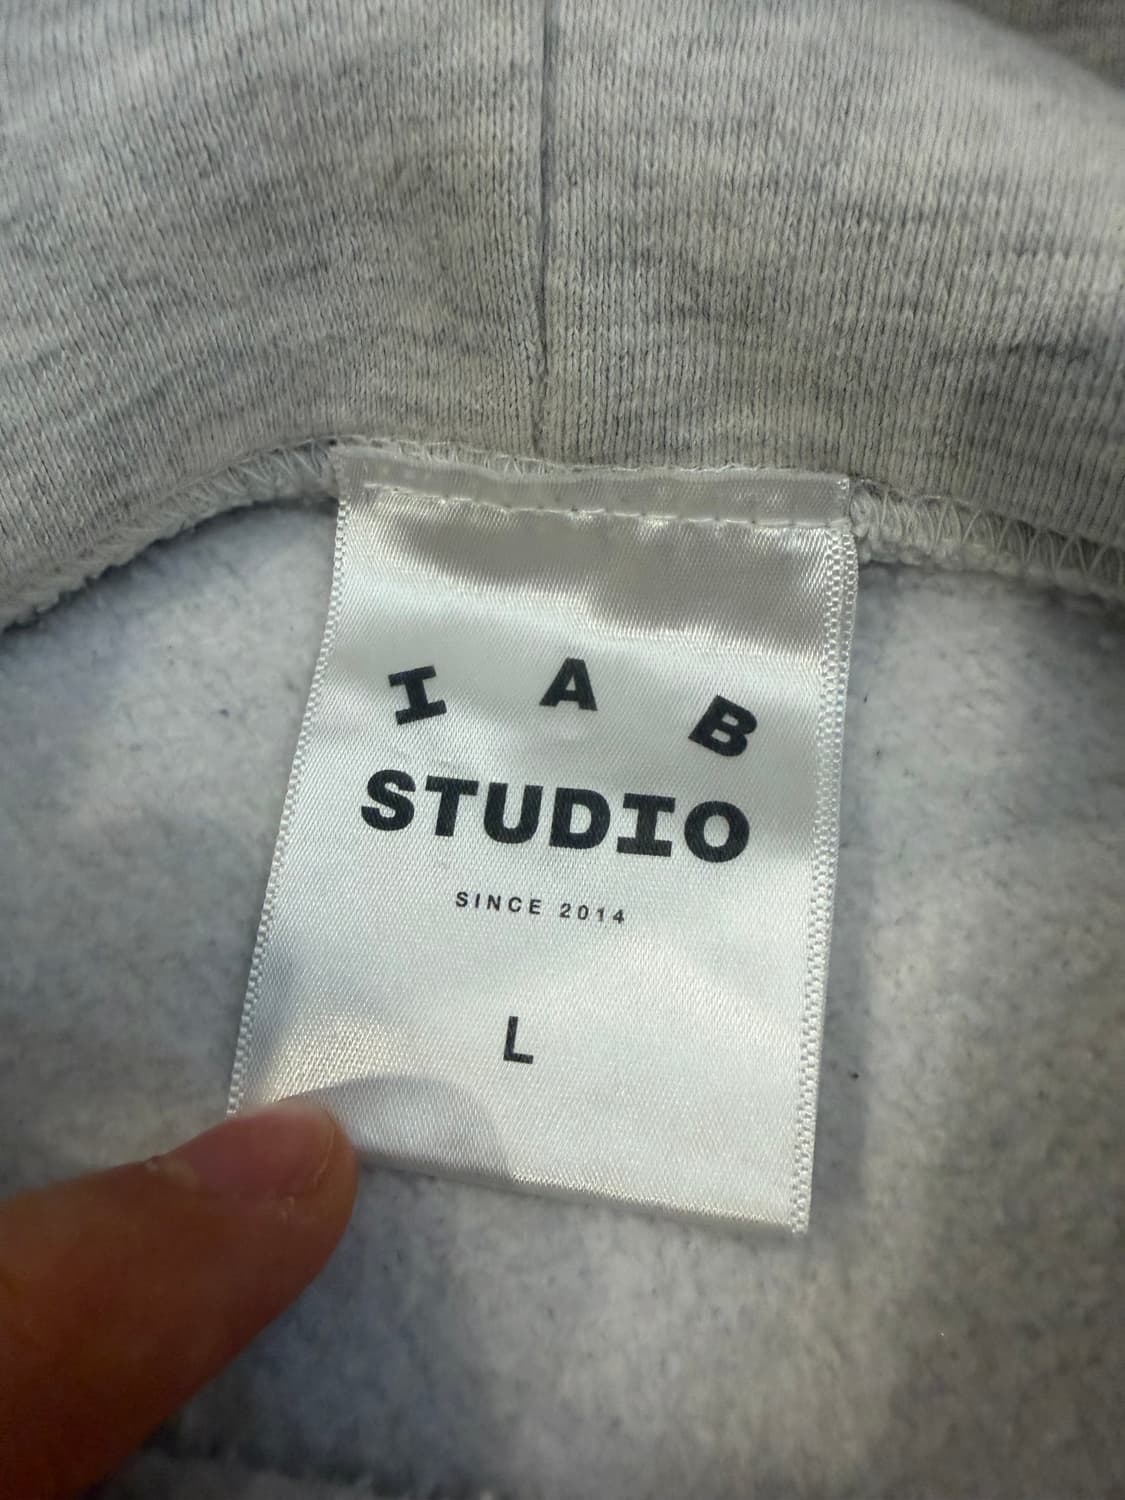 I A B
STUDIO
SINCE 2014
L